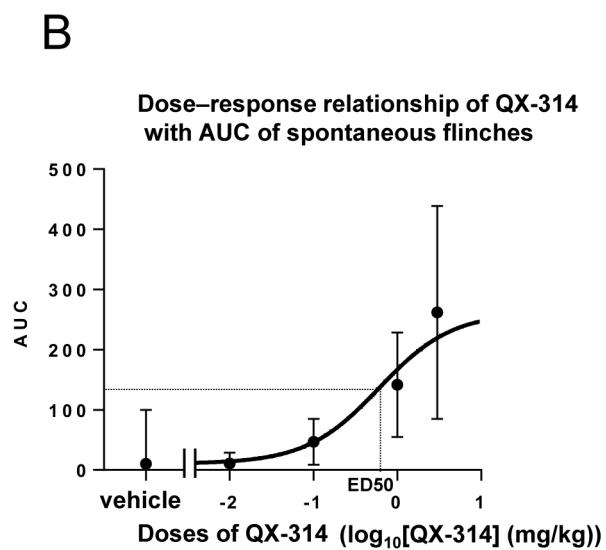 B
Dose–response relationship of QX-314
with AUC of spontaneous flinches
500
400
300
200
100
0
AUC
ED50
vehicle -2 -1 0 1
Doses of QX-314 (log₁₀[QX-314] (mg/kg))